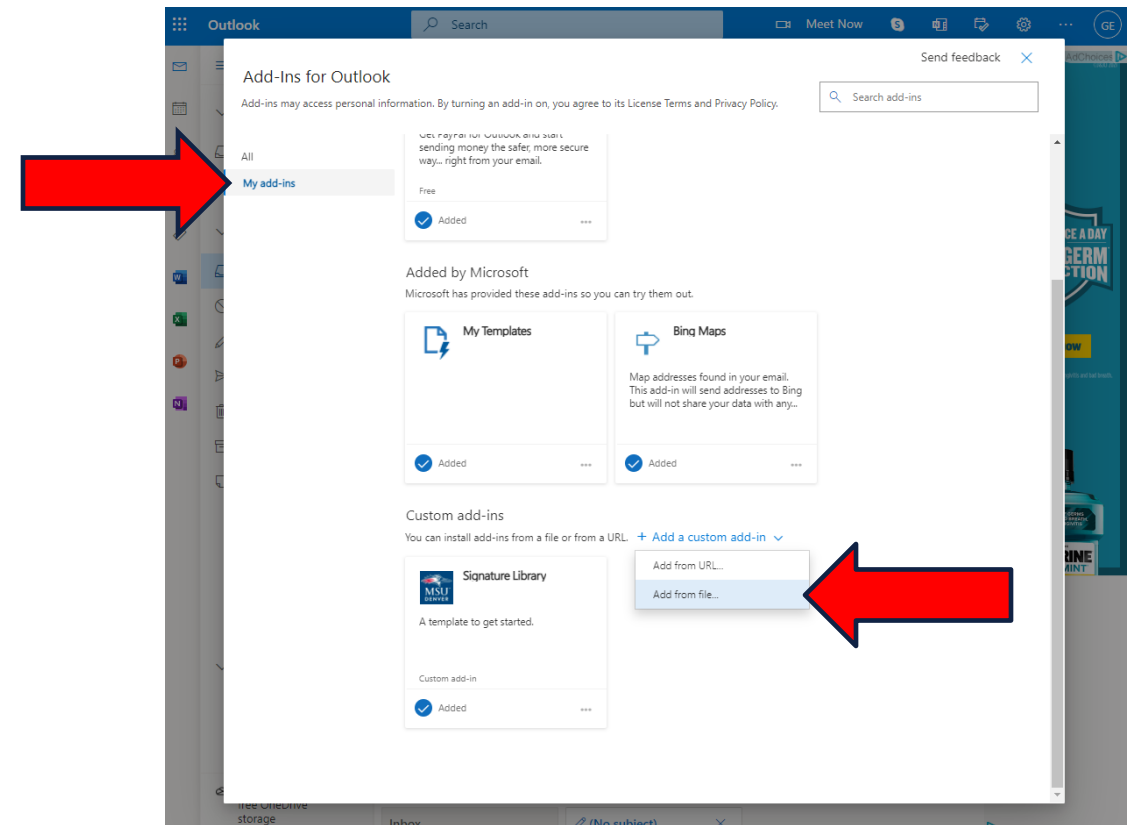 Outlook
Search
Meet Now
GE
Send feedback
AdChoices
Add-Ins for Outlook
Add-ins may access personal information. By turning an add-in on, you agree to its License Terms and Privacy Policy.
Search add-ins
All
My add-ins
Get PayPal for Outlook and start
sending money the safer, more secure
way... right from your email.
Free
Added
CE A DAY
GERM
CTION
OW
Added by Microsoft
Microsoft has provided these add-ins so you can try them out.
My Templates
Added
Bing Maps
Map addresses found in your email.
This add-in will send addresses to Bing
but will not share your data with any...
Added
Custom add-ins
You can install add-ins from a file or from a URL.
+ Add a custom add-in
Add from URL...
Add from file...
MSU
DENVER
Signature Library
A template to get started.
Custom add-in
Added
RINE
MINT
free OneDrive
storage
Inbox
(No subject)